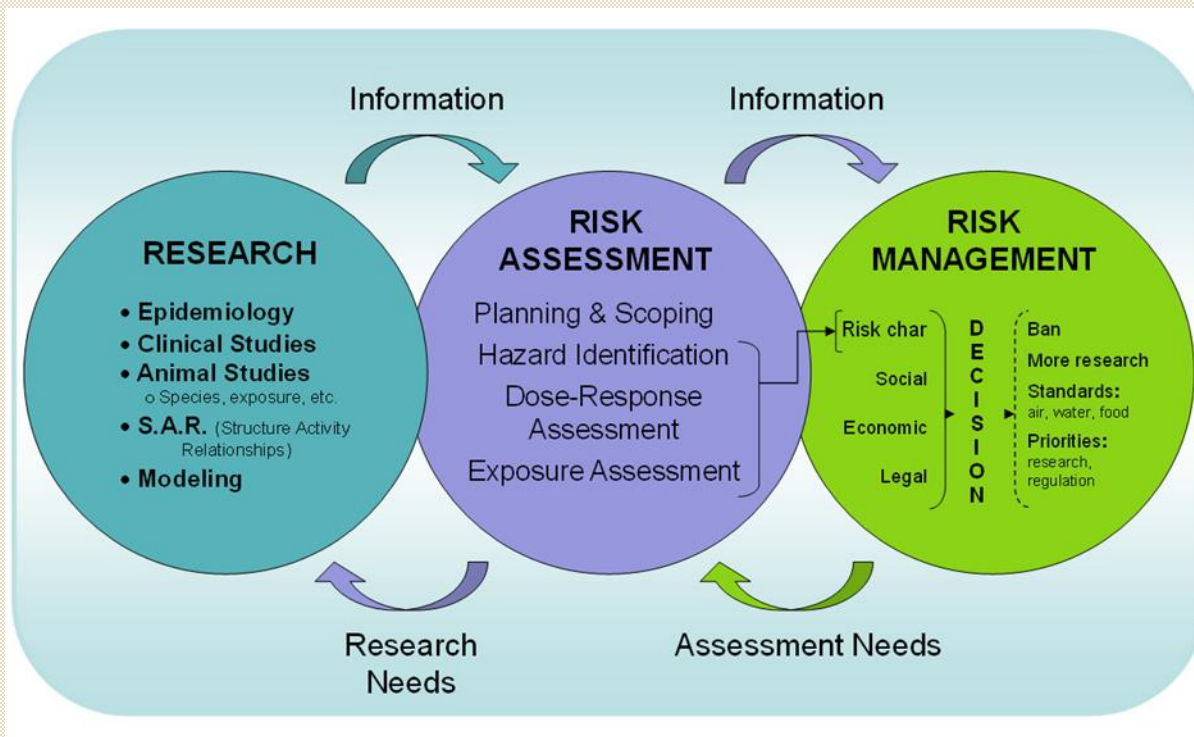 Information
Information
RESEARCH
• Epidemiology
• Clinical Studies
• Animal Studies
o Species, exposure, etc.
• S.A.R. (Structure Activity
Relationships)
• Modeling
RISK
ASSESSMENT
Planning & Scoping
Hazard Identification
Dose-Response
Assessment
Exposure Assessment
RISK
MANAGEMENT
Risk char
Social
Economic
Legal
D
E
C
I
S
I
O
N
Ban
More research
Standards:
air, water, food
Priorities:
research,
regulation
Research
Needs
Assessment Needs